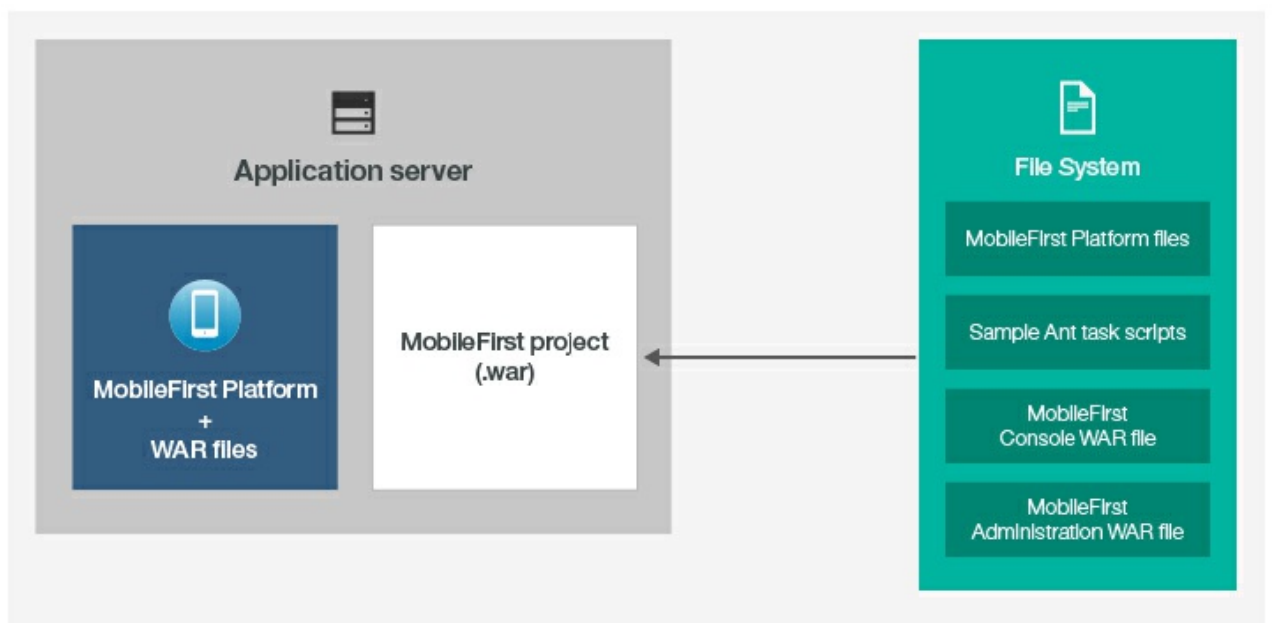 Application server
MobileFirst Platform
+
WAR files
MobileFirst project
(.war)
File System
MobileFirst Platform files
Sample Ant task scripts
MobileFirst
Console WAR file
MobileFirst
Administration WAR file